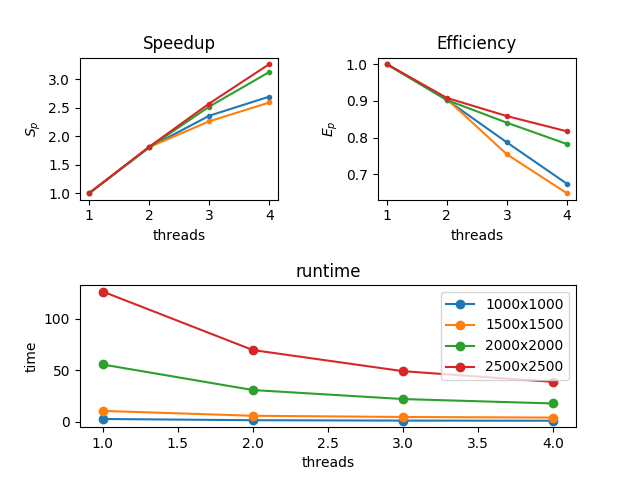 Speedup
3.0
2.5
2.0
1.5
1.0
S_p
1 2 3 4
threads
Efficiency
1.0
0.9
0.8
0.7
E_p
1 2 3 4
threads
runtime
100
50
0
time
1000x1000
1500x1500
2000x2000
2500x2500
1.0 1.5 2.0 2.5 3.0 3.5 4.0
threads